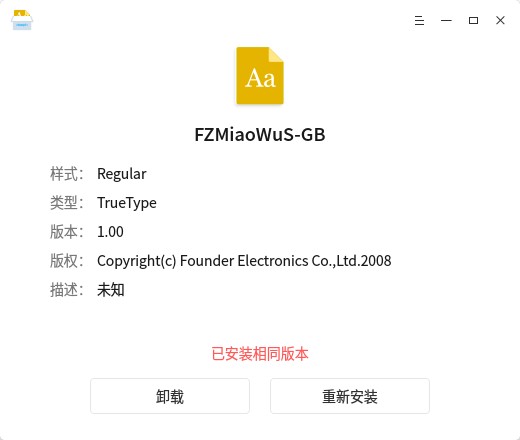 Aa
FZMiaoWuS-GB
样式： Regular
类型： TrueType
版本： 1.00
版权： Copyright(c) Founder Electronics Co.,Ltd.2008
描述： 未知
已安装相同版本
卸载 重新安装